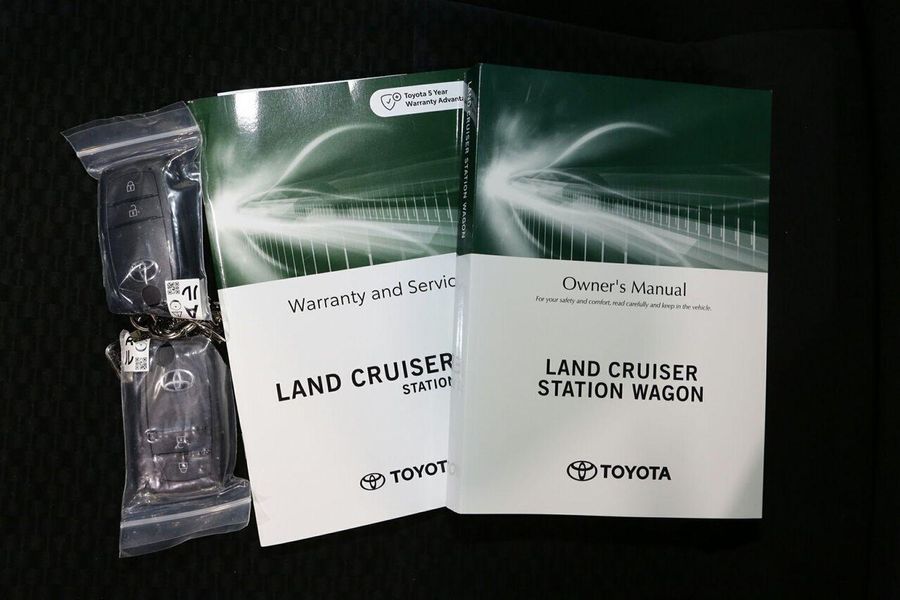 Toyota 5 Year
Warranty Advanta
Warranty and Servic
LAND CRUISER
STATION
TOYOTA
LAND CRUISER STATION WAGON
Owner's Manual
For your safety and comfort, read carefully and keep in the vehicle.
LAND CRUISER
STATION WAGON
TOYOTA